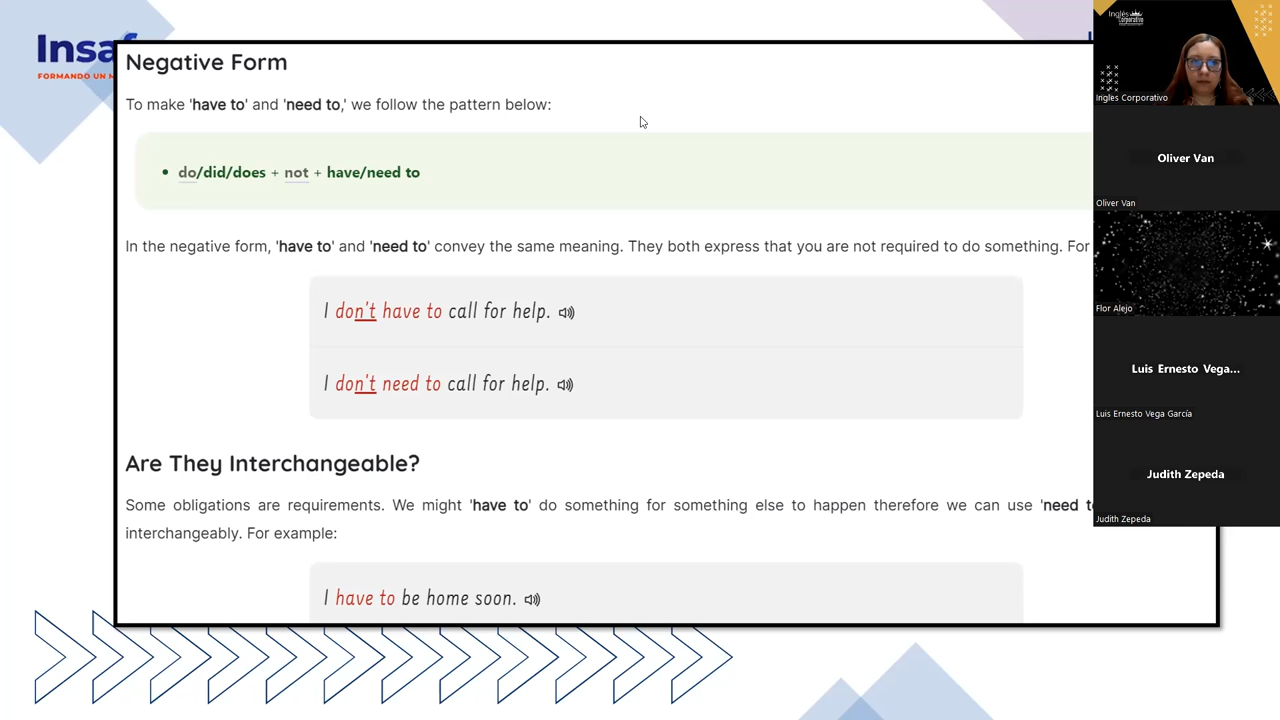 Insaf
FORMANDO UN
Negative Form
To make 'have to' and 'need to,' we follow the pattern below:
• do/did/does + not + have/need to
In the negative form, 'have to' and 'need to' convey the same meaning. They both express that you are not required to do something. For
I don't have to call for help.
I don't need to call for help.
Are They Interchangeable?
Some obligations are requirements. We might 'have to' do something for something else to happen therefore we can use 'need to
interchangeably. For example:
I have to be home soon.
Inglés
Corporativo
Ingles Corporativo
Oliver Van
Oliver Van
Flor Alejo
Luis Ernesto Vega...
Luis Ernesto Vega García
Judith Zepeda
Judith Zepeda